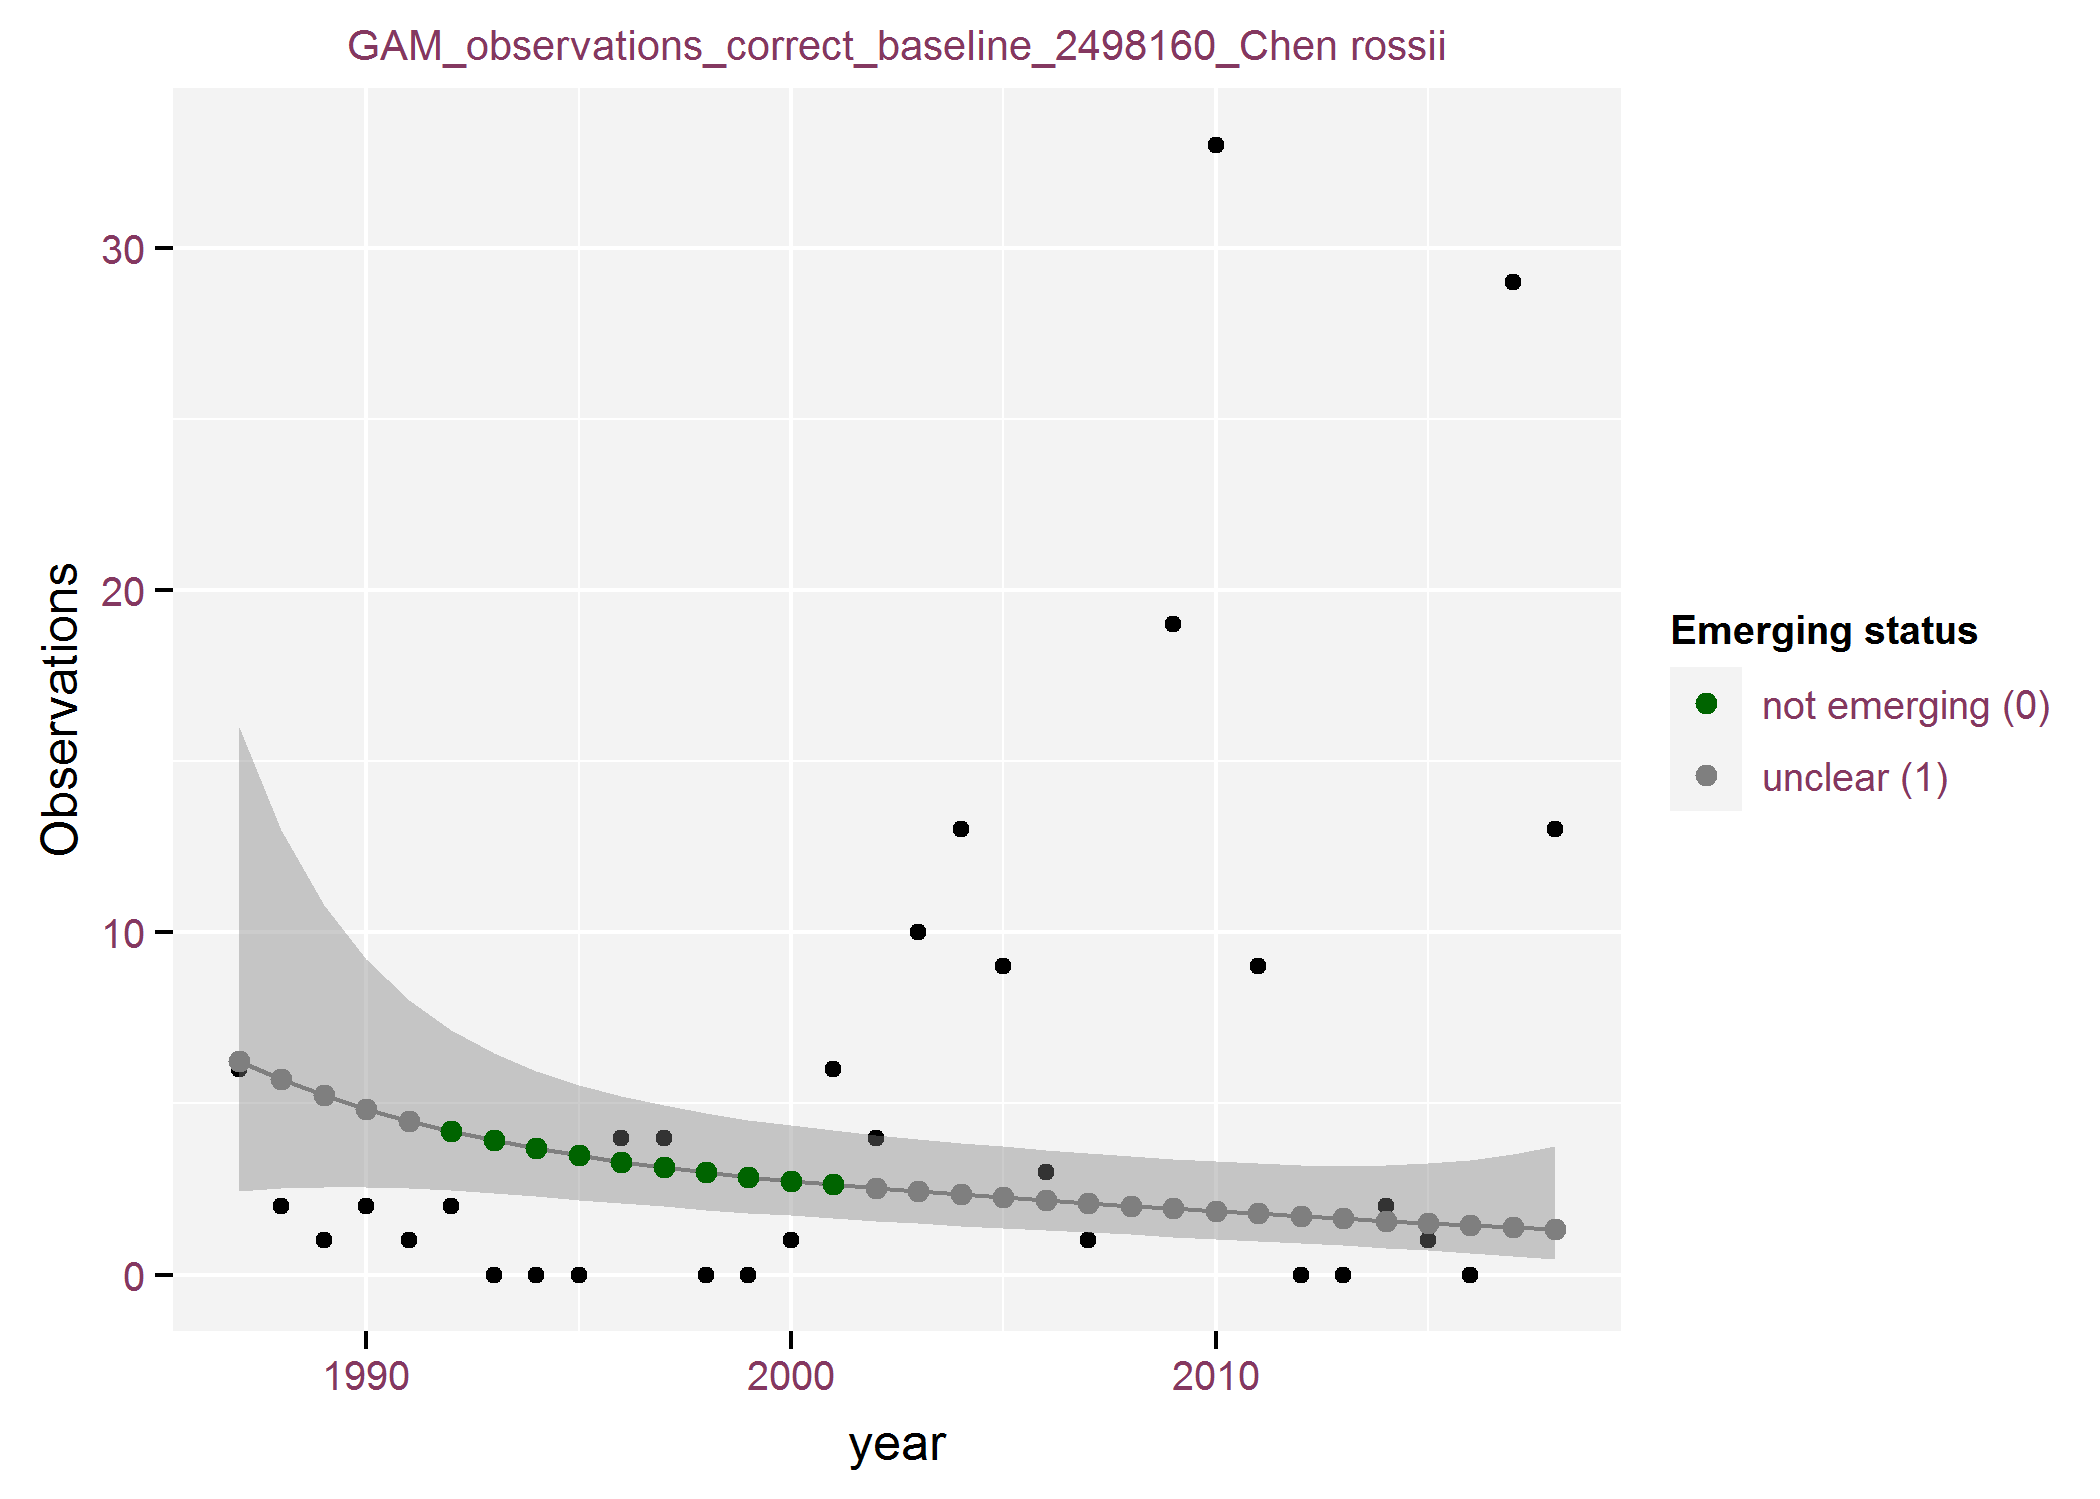 GAM_observations_correct_baseline_2498160_Chen rossii
Observations
30
20
10
0
1990
2000
2010
year
Emerging status
not emerging (0)
unclear (1)